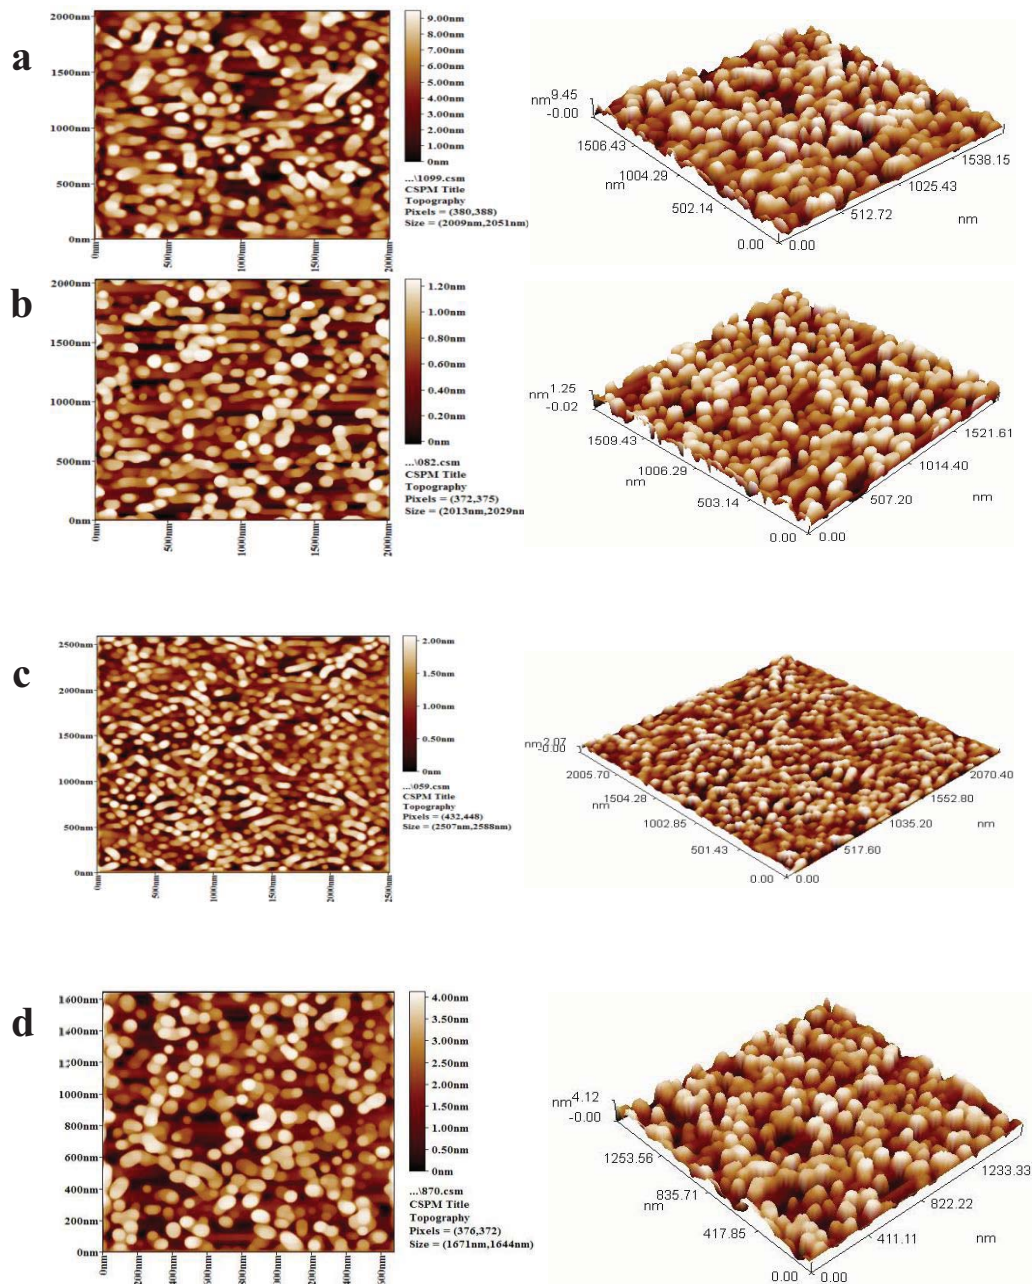 a
2000nm
1500nm
1000nm
500nm
0nm
0nm
500nm
1000nm
1500nm
2000nm
9.00nm
8.00nm
7.00nm
6.00nm
5.00nm
4.00nm
3.00nm
2.00nm
1.00nm
0nm
...\1099.csm
CSPM Title
Topography
Pixels = (380,388)
Size = (2009nm,2051nm)
nm 9.45
-0.00
1506.43
1004.29
nm
502.14
0.00
0.00
512.72
1025.43
1538.15
nm
b
2000nm
1500nm
1000nm
500nm
0nm
0nm
500nm
1000nm
1500nm
2000nm
1.20nm
0.80nm
0.60nm
0.40nm
0.20nm
0nm
...\082.csm
CSPM Title
Topography
Pixels = (372,375)
Size = (2013nm,2029nm
nm 1.25
-0.02
1509.43
1006.29
nm
503.14
0.00
0.00
507.20
1014.40
1521.61
nm
c
2500nm
2000nm
1500nm
1000nm
500nm
0nm
0nm
500nm
1000nm
1500nm
2000nm
2500nm
2.00nm
1.50nm
1.00nm
0.50nm
0nm
...\059.csm
CSPM Title
Topography
Pixels = (432,448)
Size = (2507nm,2588nm)
nm 2.07
-0.00
2005.70
1504.28
nm
1002.85
501.43
0.00
0.00
517.60
1035.20
1552.80
2070.40
nm
d
1600nm
1400nm
1200nm
1000nm
800nm
600nm
400nm
200nm
0nm
0nm
200nm
400nm
600nm
800nm
1000nm
4.00nm
3.50nm
3.00nm
2.50nm
2.00nm
1.50nm
1.00nm
0.50nm
0nm
...\870.csm
CSPM Title
Topography
Pixels = (376,372)
Size = (1671nm,1644nm)
nm 4.12
-0.00
1253.56
835.71
nm
417.85
0.00
0.00
411.11
822.22
1233.33
nm